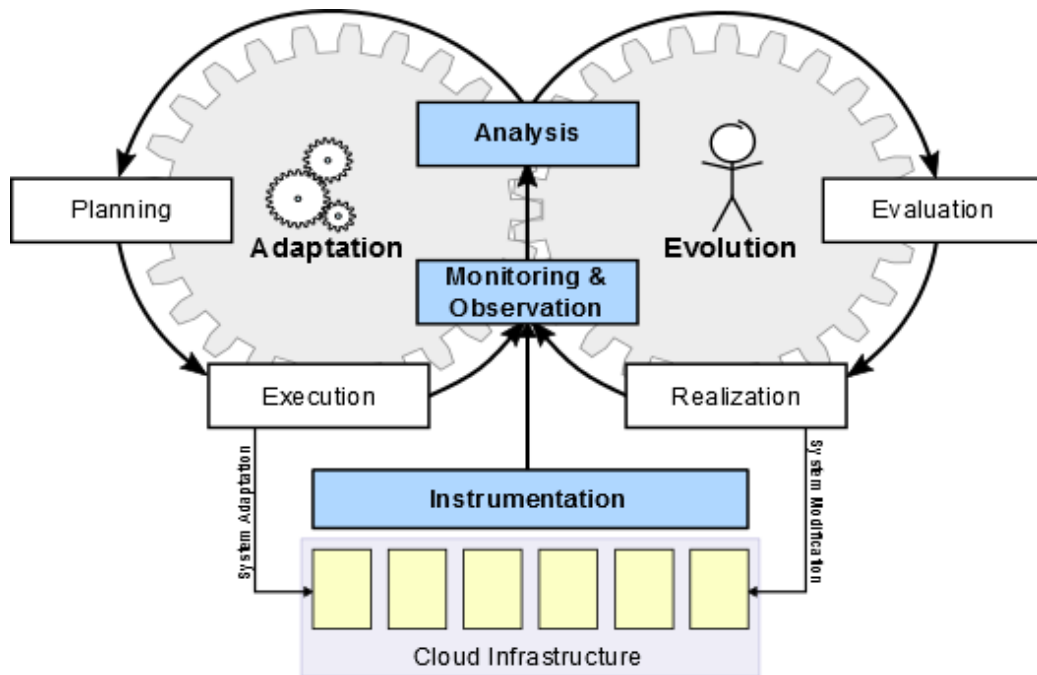 Analysis
Planning
Evaluation
Adaptation
Evolution
Monitoring &
Observation
Execution
Realization
System Adaptation
System Modification
Instrumentation
Cloud Infrastructure